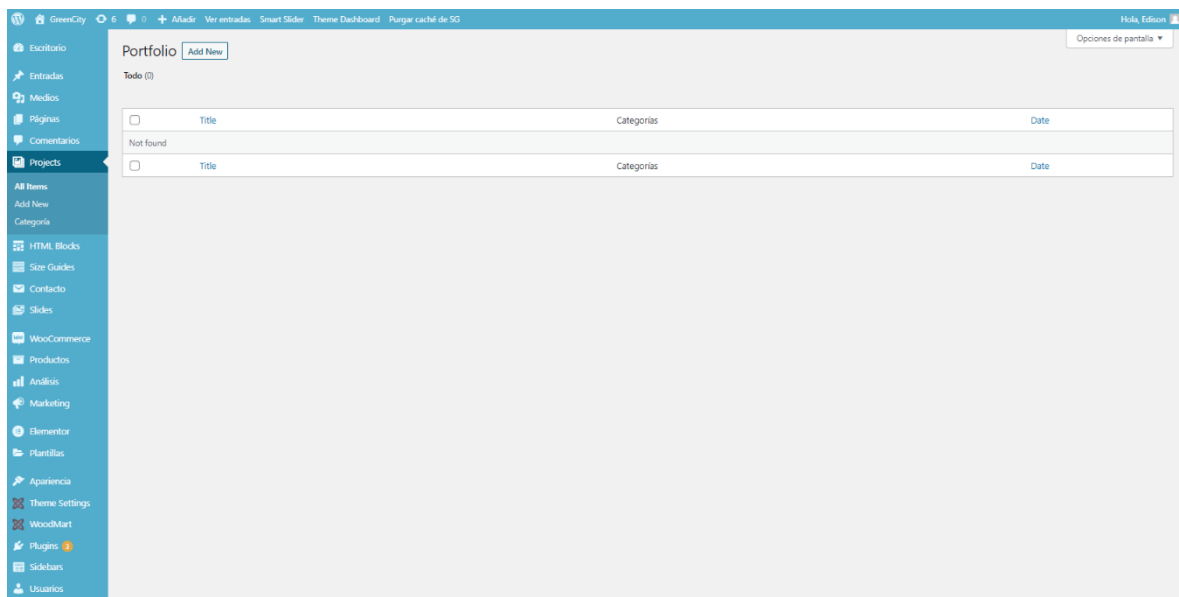 GreenCity 6 0 + Añadir Ver entradas Smart Slider Theme Dashboard Purgar caché de SG Hola, Edison
Opciones de pantalla ▼
Escritorio
Entradas
Medios
Páginas
Comentarios
Projects
All Items
Add New
Categoría
HTML Blocks
Size Guides
Contacto
Slides
WooCommerce
Productos
Análisis
Marketing
Elementor
Plantillas
Apariencia
Theme Settings
WoodMart
Plugins 3
Sidebars
Usuarios
Portfolio Add New
Todo (0)
Title Categorías Date
Not found
Title Categorías Date